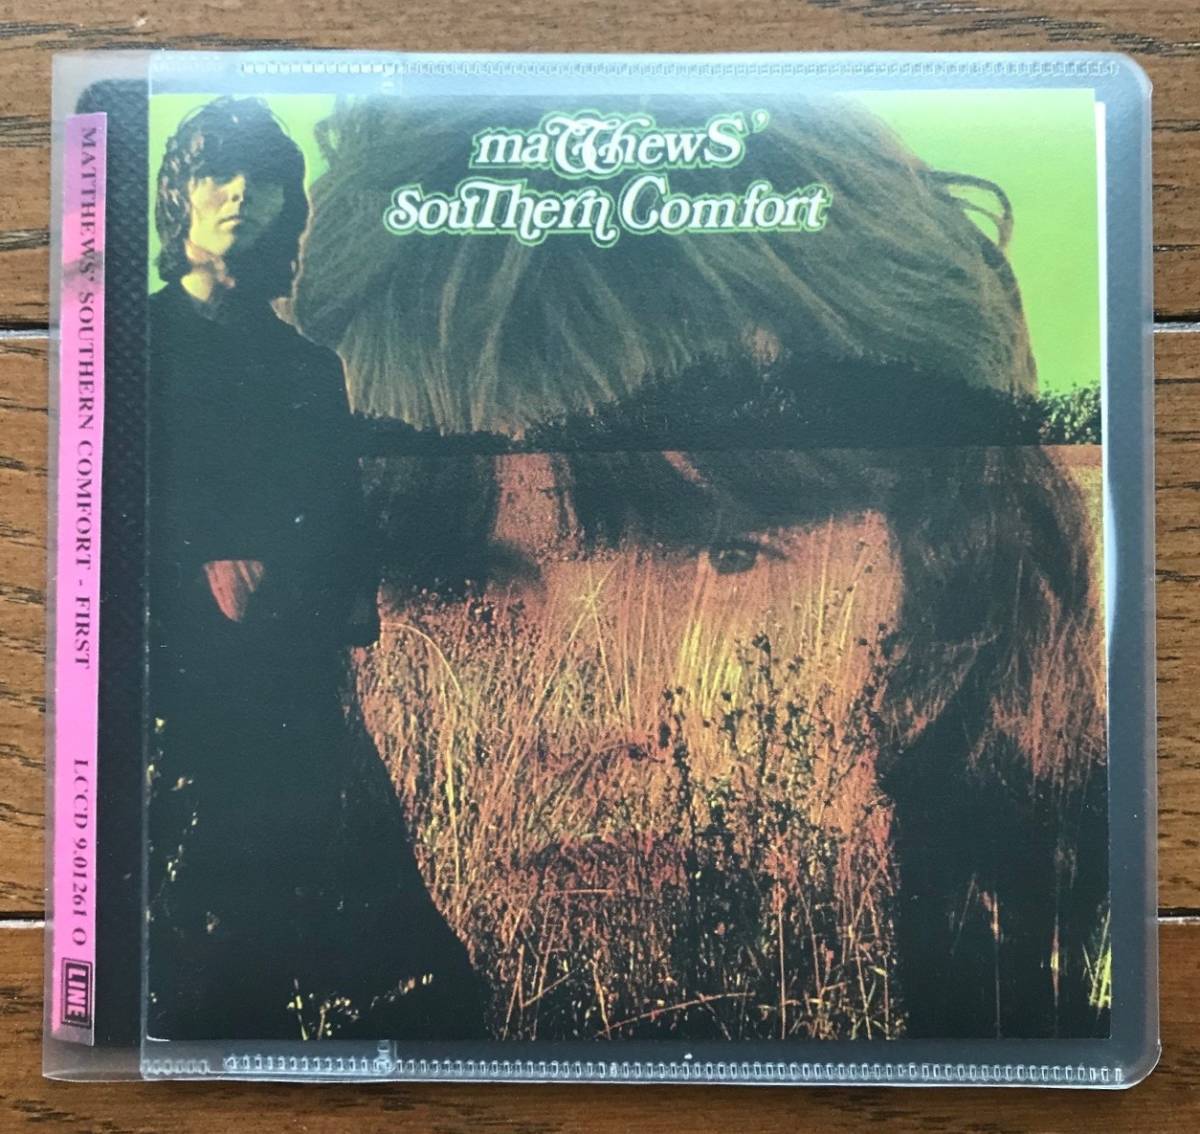 maTThewS'
SouThern Comfort
MATTHEWS' SOUTHERN COMFORT - FIRST LCCD 9.01261 O LINE